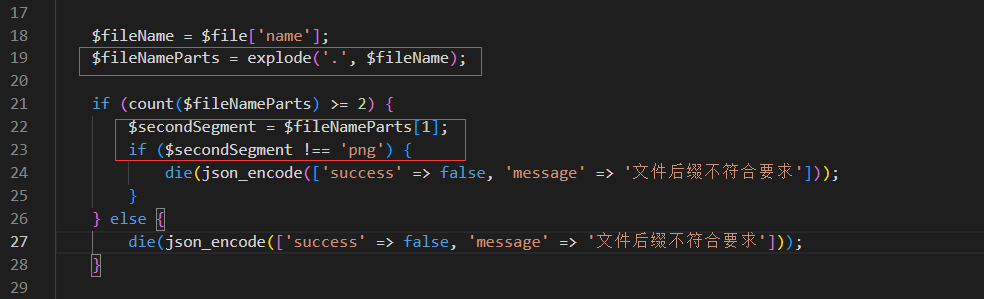 17
18 $fileName = $file['name'];
19 $fileNameParts = explode('.', $fileName);
20
21 if (count($fileNameParts) >= 2) {
22 $secondSegment = $fileNameParts[1];
23 if ($secondSegment !== 'png') {
24 die(json_encode(['success' => false, 'message' => '文件后缀不符合要求']));
25 }
26 } else {
27 die(json_encode(['success' => false, 'message' => '文件后缀不符合要求']));
28 }
29